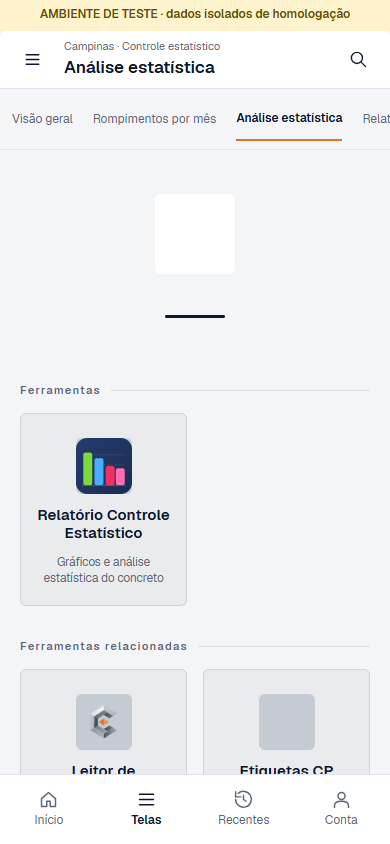 AMBIENTE DE TESTE · dados isolados de homologação
Campinas · Controle estatístico
Análise estatística
Visão geral
Rompimentos por mês
Análise estatística
Relat
Ferramentas
Relatório Controle
Estatístico
Gráficos e análise
estatística do concreto
Ferramentas relacionadas
Leitor de
Etiquetas CP
Início
Telas
Recentes
Conta